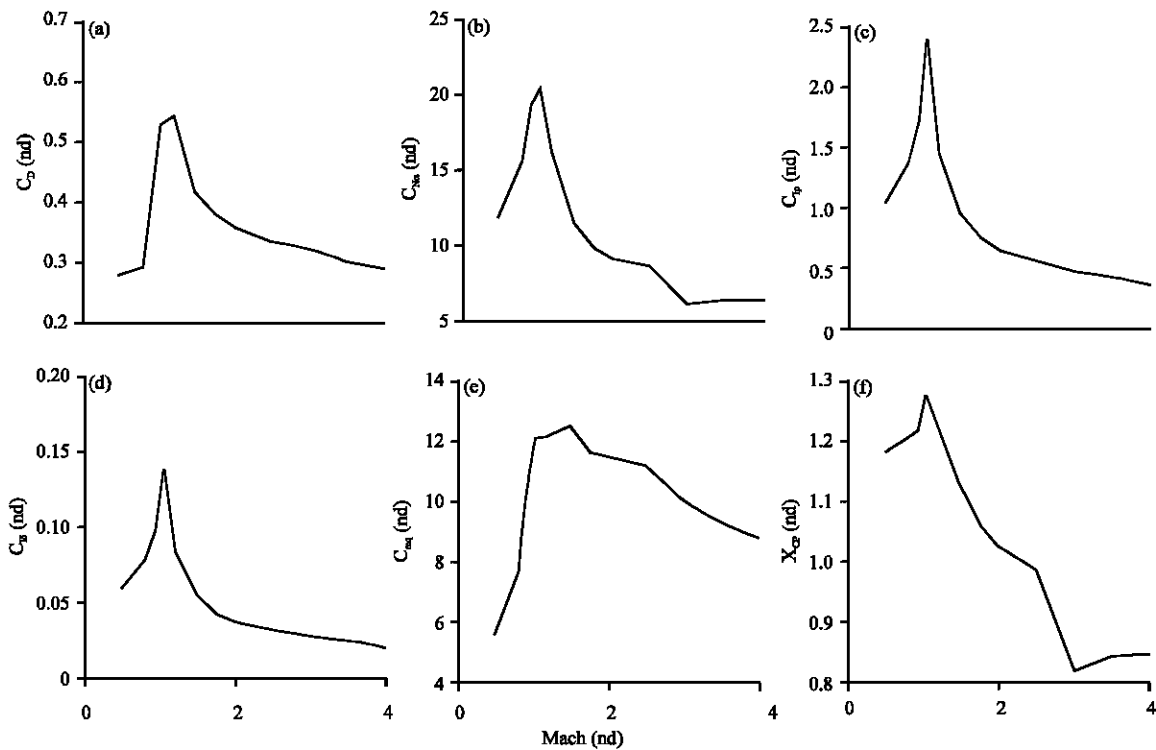 (a)
0.7
0.6
0.5
0.4
0.3
0.2
C_D (nd)
(b)
25
20
15
10
5
C_Nα (nd)
(c)
2.5
2.0
1.5
1.0
0.5
0
C_lp (nd)
(d)
0.20
0.15
0.10
0.05
0
(nd)
0 2 4
(e)
14
12
10
8
6
4
C_mq (nd)
0 2 4
(f)
1.3
1.2
1.1
1.0
0.9
0.8
X_CP (nd)
0 2 4
Mach (nd)